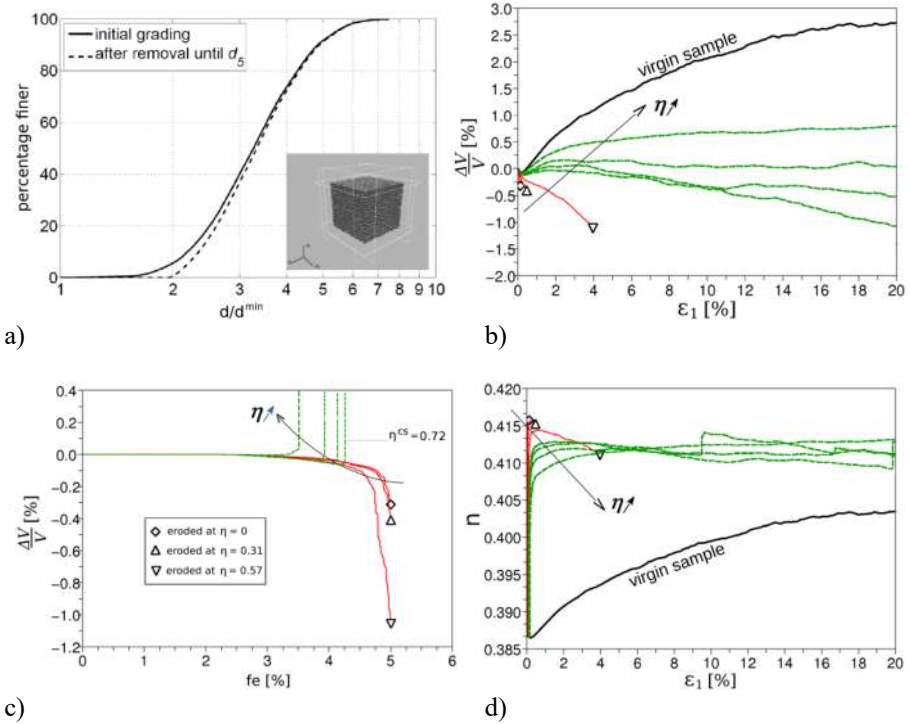 100
80
60
40
20
0
percentage finer
initial grading
after removal until d5
1 2 3 4 5 6 7 8 9 10
d/d^min
a)
3.0
2.5
2.0
1.5
1.0
0.5
0.0
−0.5
−1.0
−1.5
2.0
ΔV/V [%]
virgin sample
η↗
0 2 4 6 8 10 12 14 16 18 20
ε1 [%]
b)
0.4
0.2
0.0
−0.2
−0.4
−0.6
−0.8
−1.0
−1.2
ΔV/V [%]
η↗
η^cs=0.72
eroded at η = 0
eroded at η = 0.31
eroded at η = 0.57
0 1 2 3 4 5 6
fe [%]
c)
0.420
0.415
0.410
0.405
0.400
0.395
0.390
0.385
n
η↗
virgin sample
0 2 4 6 8 10 12 14 16 18 20
ε1 [%]
d)